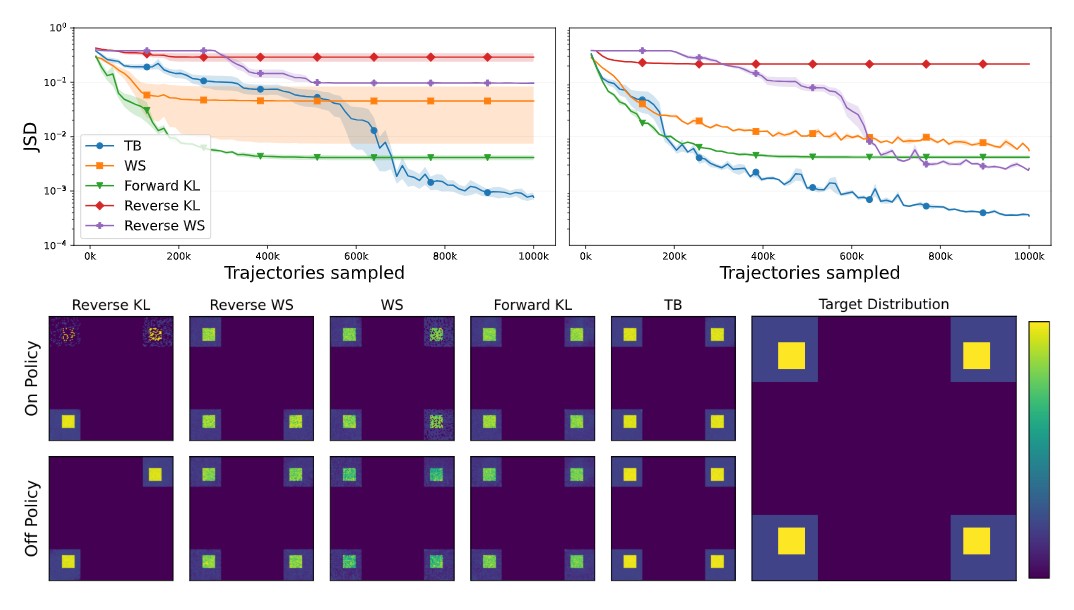 JSD
10⁰
10⁻¹
10⁻²
10⁻³
10⁻⁴
TB
WS
Forward KL
Reverse KL
Reverse WS
0k 200k 400k 600k 800k 1000k
Trajectories sampled
0k 200k 400k 600k 800k 1000k
Trajectories sampled
Reverse KL Reverse WS WS Forward KL TB Target Distribution
On Policy
Off Policy